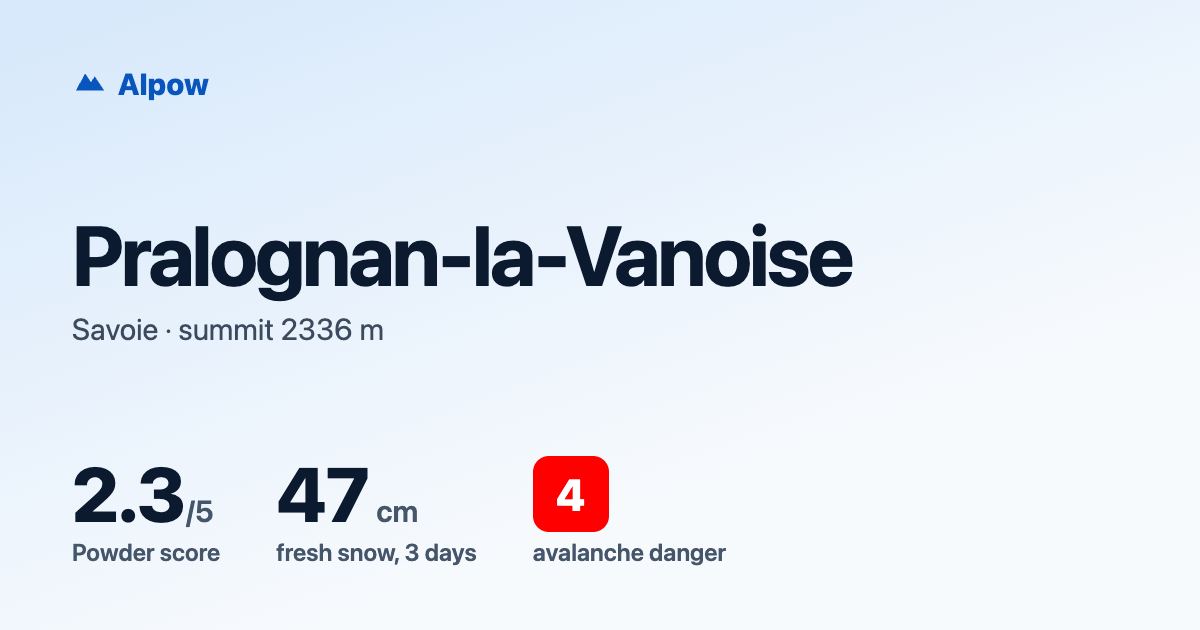 Alpow
Pralognan-la-Vanoise
Savoie · summit 2336 m
2.3/5
Powder score
47 cm
fresh snow, 3 days
4
avalanche danger